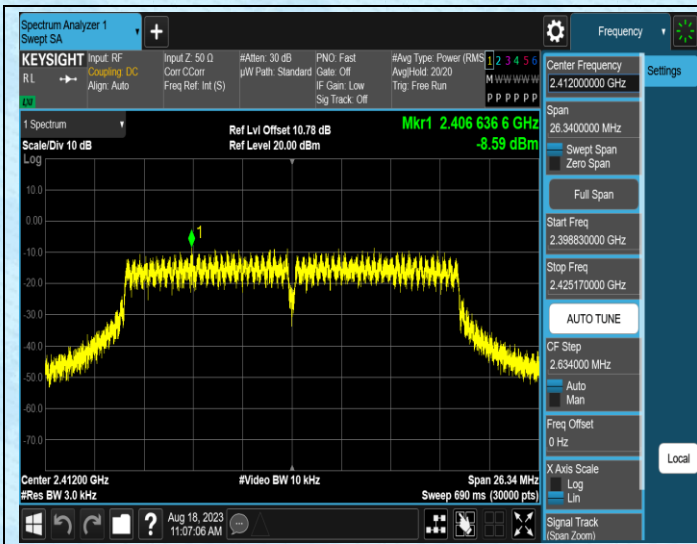 Spectrum Analyzer 1
Swept SA
Frequency
KEYSIGHT
RL
LXI
Input: RF
Coupling: DC
Align: Auto
Input Z: 50 Ω
Corr CCorr
Freq Ref: Int (S)
#Atten: 30 dB
µW Path: Standard
PNO: Fast
Gate: Off
IF Gain: Low
Sig Track: Off
#Avg Type: Power (RMS
Avg|Hold: 20/20
Trig: Free Run
1 2 3 4 5 6
M W W W W W
P P P P P P
1 Spectrum
Scale/Div 10 dB
Log
Ref Lvl Offset 10.78 dB
Ref Level 20.00 dBm
Mkr1 2.406 636 6 GHz
-8.59 dBm
10.0
0.00
-10.0
-20.0
-30.0
-40.0
-50.0
-60.0
-70.0
1
Center 2.41200 GHz
#Res BW 3.0 kHz
#Video BW 10 kHz
Span 26.34 MHz
Sweep 690 ms (30000 pts)
?
Aug 18, 2023
11:07:06 AM
Center Frequency
2.412000000 GHz
Span
26.3400000 MHz
Swept Span
Zero Span
Full Span
Start Freq
2.398830000 GHz
Stop Freq
2.425170000 GHz
AUTO TUNE
CF Step
2.634000 MHz
Auto
Man
Freq Offset
0 Hz
X Axis Scale
Log
Lin
Signal Track
(Span Zoom)
Settings
Local